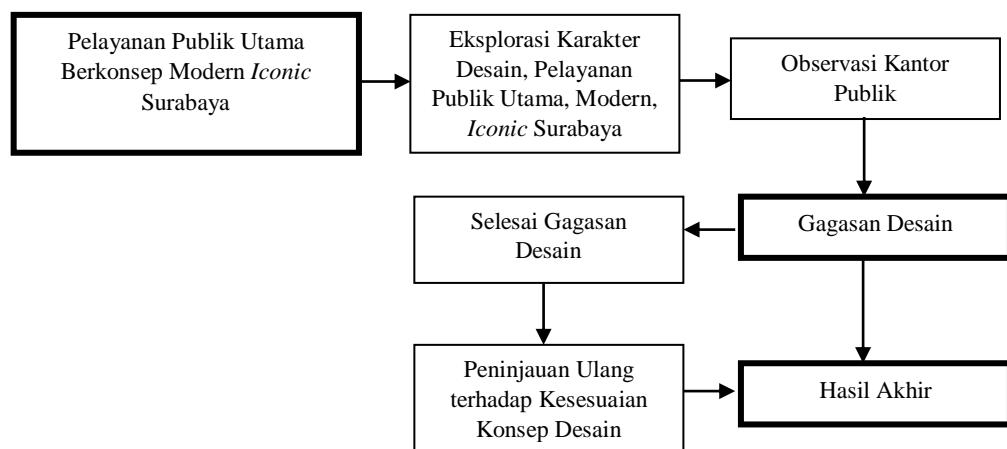 Pelayanan Publik Utama
Berkonsep Modern Iconic
Surabaya
Eksplorasi Karakter
Desain, Pelayanan
Publik Utama, Modern,
Iconic Surabaya
Observasi Kantor
Publik
Gagasan Desain
Selesai Gagasan
Desain
Peninjauan Ulang
terhadap Kesesuaian
Konsep Desain
Hasil Akhir